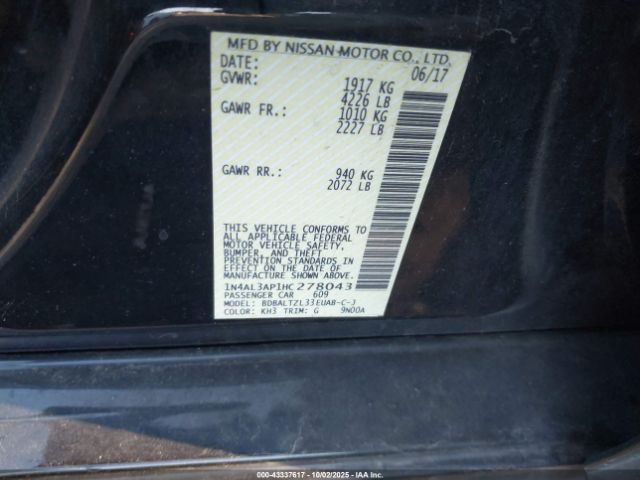 MFD BY NISSAN MOTOR CO., LTD.
DATE: 06/17
GVWR: 1917 KG
4226 LB
GAWR FR.: 1010 KG
2227 LB
GAWR RR.: 940 KG
2072 LB
THIS VEHICLE CONFORMS TO
ALL APPLICABLE FEDERAL
MOTOR VEHICLE SAFETY,
BUMPER, AND THEFT
PREVENTION STANDARDS IN
EFFECT ON THE DATE OF
MANUFACTURE SHOWN ABOVE.
1N4AL3AP1HC278043
PASSENGER CAR 609
MODEL: BDBALTZL33EUAB-C-J
COLOR: KH3 TRIM: G 9N00A
© 43337617 - 10/02/2025 - IAA Inc.